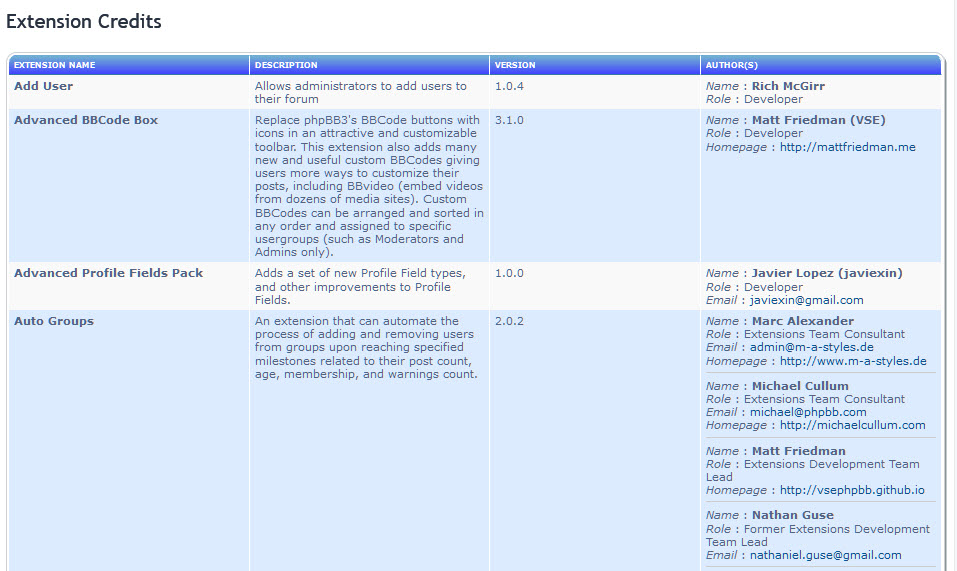 Extension Credits
EXTENSION NAME DESCRIPTION VERSION AUTHOR(S)
Add User
Allows administrators to add users to
their forum
1.0.4
Name : Rich McGirr
Role : Developer
Advanced BBCode Box
Replace phpBB3's BBCode buttons with
icons in an attractive and customizable
toolbar. This extension also adds many
new and useful custom BBCodes giving
users more ways to customize their
posts, including BBvideo (embed videos
from dozens of media sites). Custom
BBCodes can be arranged and sorted in
any order and assigned to specific
usergroups (such as Moderators and
Admins only).
3.1.0
Name : Matt Friedman (VSE)
Role : Developer
Homepage : http://mattfriedman.me
Advanced Profile Fields Pack
Adds a set of new Profile Field types,
and other improvements to Profile
Fields.
1.0.0
Name : Javier Lopez (javiexin)
Role : Developer
Email : javiexin@gmail.com
Auto Groups
An extension that can automate the
process of adding and removing users
from groups upon reaching specified
milestones related to their post count,
age, membership, and warnings count.
2.0.2
Name : Marc Alexander
Role : Extensions Team Consultant
Email : admin@m-a-styles.de
Homepage : http://www.m-a-styles.de
Name : Michael Cullum
Role : Extensions Team Consultant
Email : michael@phpbb.com
Homepage : http://michaelcullum.com
Name : Matt Friedman
Role : Extensions Development Team
Lead
Homepage : http://vsephpbb.github.io
Name : Nathan Guse
Role : Former Extensions Development
Team Lead
Email : nathaniel.guse@gmail.com